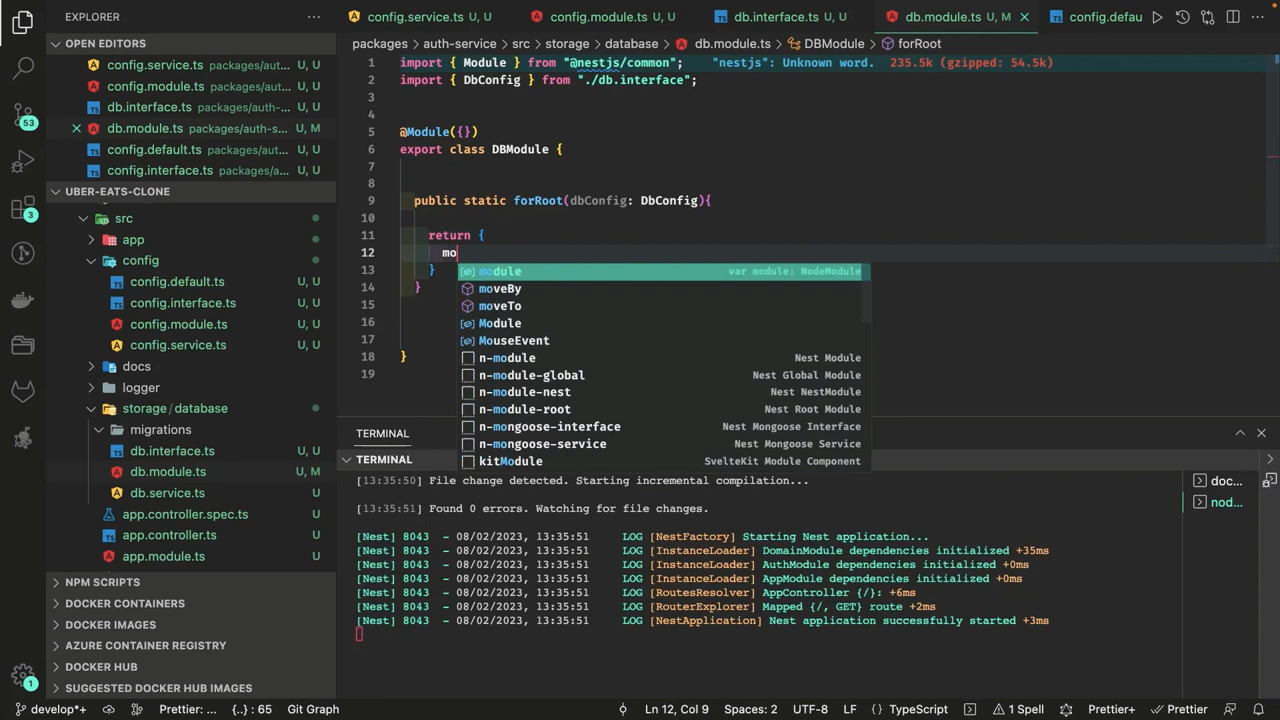 EXPLORER
OPEN EDITORS
config.service.ts packages/aut...
config.module.ts packages/aut...
db.interface.ts packages/auth-...
db.module.ts packages/auth-s... U, M
config.default.ts packages/aut...
config.interface.ts packages/a...
UBER-EATS-CLONE
src
app
config
config.default.ts U, U
config.interface.ts U, U
config.module.ts U, U
config.service.ts U, U
docs
logger
storage/database
migrations
db.interface.ts U, U
db.module.ts U, M
db.service.ts U
app.controller.spec.ts U
app.controller.ts U
app.module.ts U
NPM SCRIPTS
DOCKER CONTAINERS
DOCKER IMAGES
AZURE CONTAINER REGISTRY
DOCKER HUB
SUGGESTED DOCKER HUB IMAGES
53
3
1
config.service.ts U, U config.module.ts U, U db.interface.ts U, U db.module.ts U, M config.defau
packages > auth-service > src > storage > database > db.module.ts > DBModule > forRoot
1 import { Module } from "@nestjs/common"; "nestjs": Unknown word. 235.5k (gzipped: 54.5k)
2 import { DbConfig } from "./db.interface";
3
4
5 @Module({})
6 export class DBModule {
7
8
9 public static forRoot(dbConfig: DbConfig){
10
11 return {
12 mo
13 }
14 }
15
16
17
18 }
19
module var module: NodeModule
moveBy
moveTo
Module
MouseEvent
n-module Nest Module
n-module-global Nest Global Module
n-module-nest Nest NestModule
n-module-root Nest Root Module
n-mongoose-interface Nest Mongoose Interface
n-mongoose-service Nest Mongoose Service
kitModule SvelteKit Module Component
TERMINAL
TERMINAL
[13:35:50] File change detected. Starting incremental compilation...
[13:35:51] Found 0 errors. Watching for file changes.
[Nest] 8043 - 08/02/2023, 13:35:51 LOG [NestFactory] Starting Nest application...
[Nest] 8043 - 08/02/2023, 13:35:51 LOG [InstanceLoader] DomainModule dependencies initialized +35ms
[Nest] 8043 - 08/02/2023, 13:35:51 LOG [InstanceLoader] AuthModule dependencies initialized +0ms
[Nest] 8043 - 08/02/2023, 13:35:51 LOG [InstanceLoader] AppModule dependencies initialized +0ms
[Nest] 8043 - 08/02/2023, 13:35:51 LOG [RoutesResolver] AppController {/}: +6ms
[Nest] 8043 - 08/02/2023, 13:35:51 LOG [RouterExplorer] Mapped {/, GET} route +2ms
[Nest] 8043 - 08/02/2023, 13:35:51 LOG [NestApplication] Nest application successfully started +3ms
doc...
nod...
develop*+ Prettier: ... {..} : 65 Git Graph Ln 12, Col 9 Spaces: 2 UTF-8 LF TypeScript 1 Spell Prettier+ Prettier